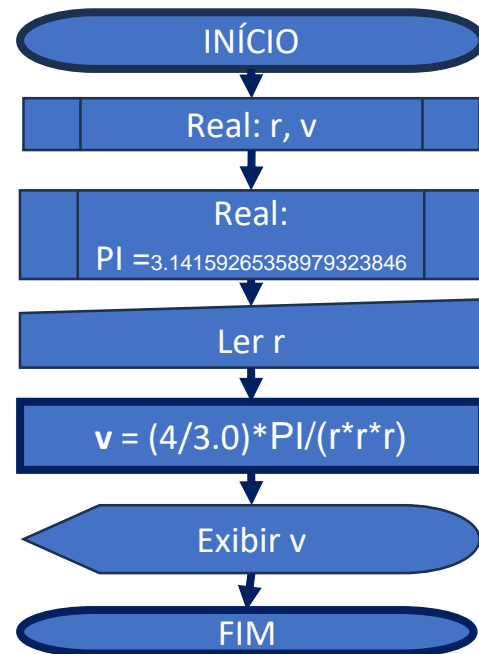 INÍCIO
Real: r, v
Real:
PI =3.14159265358979323846
Ler r
v = (4/3.0)*PI/(r*r*r)
Exibir v
FIM